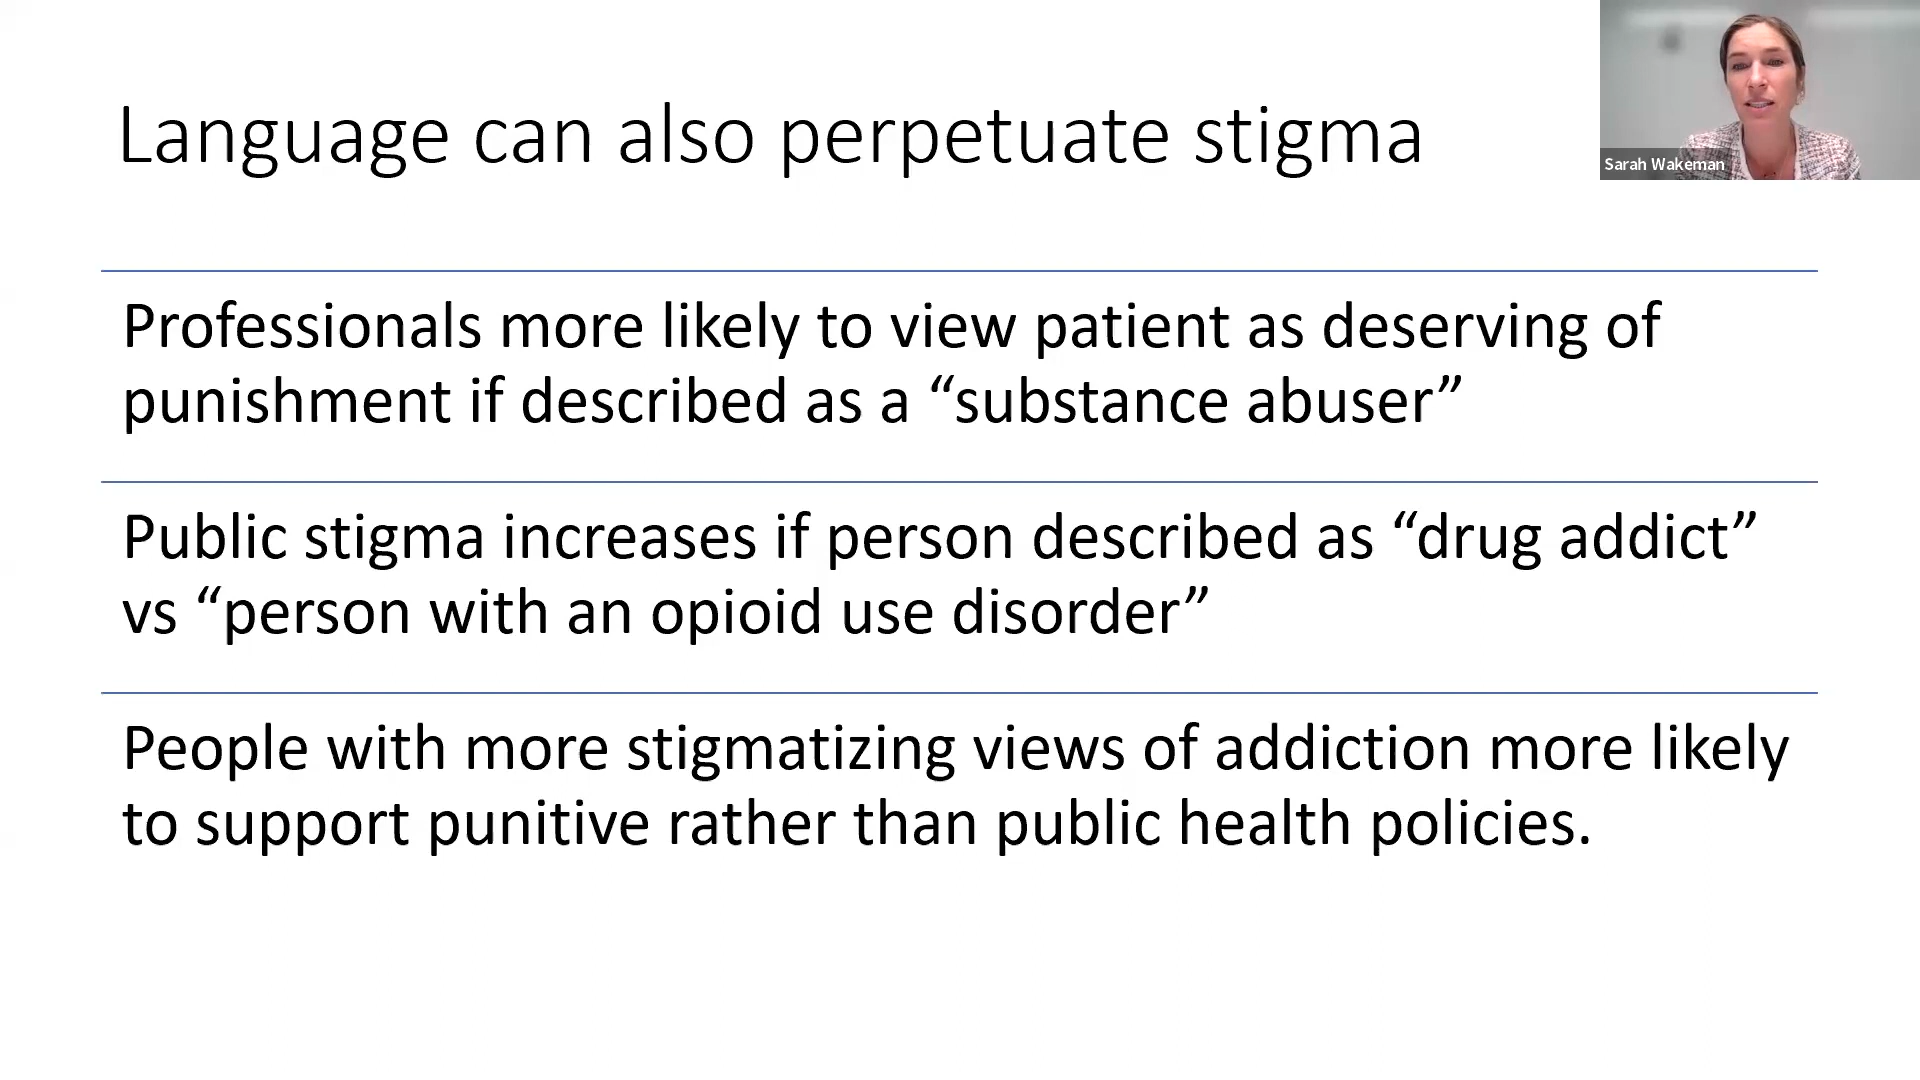 Language can also perpetuate stigma
Sarah Wakeman
Professionals more likely to view patient as deserving of
punishment if described as a “substance abuser”
Public stigma increases if person described as “drug addict”
vs “person with an opioid use disorder”
People with more stigmatizing views of addiction more likely
to support punitive rather than public health policies.